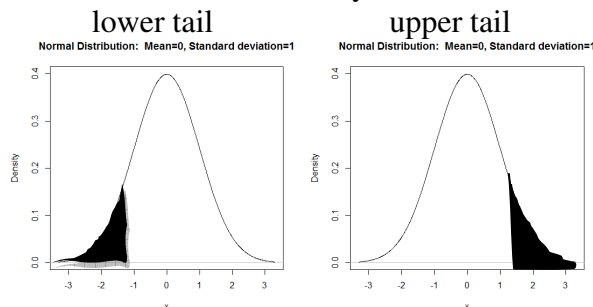 lower tail
Normal Distribution: Mean=0, Standard deviation=1
Density
0.0
0.1
0.2
0.3
0.4
-3 -2 -1 0 1 2 3
upper tail
Normal Distribution: Mean=0, Standard deviation=1
Density
0.0
0.1
0.2
0.3
0.4
-3 -2 -1 0 1 2 3